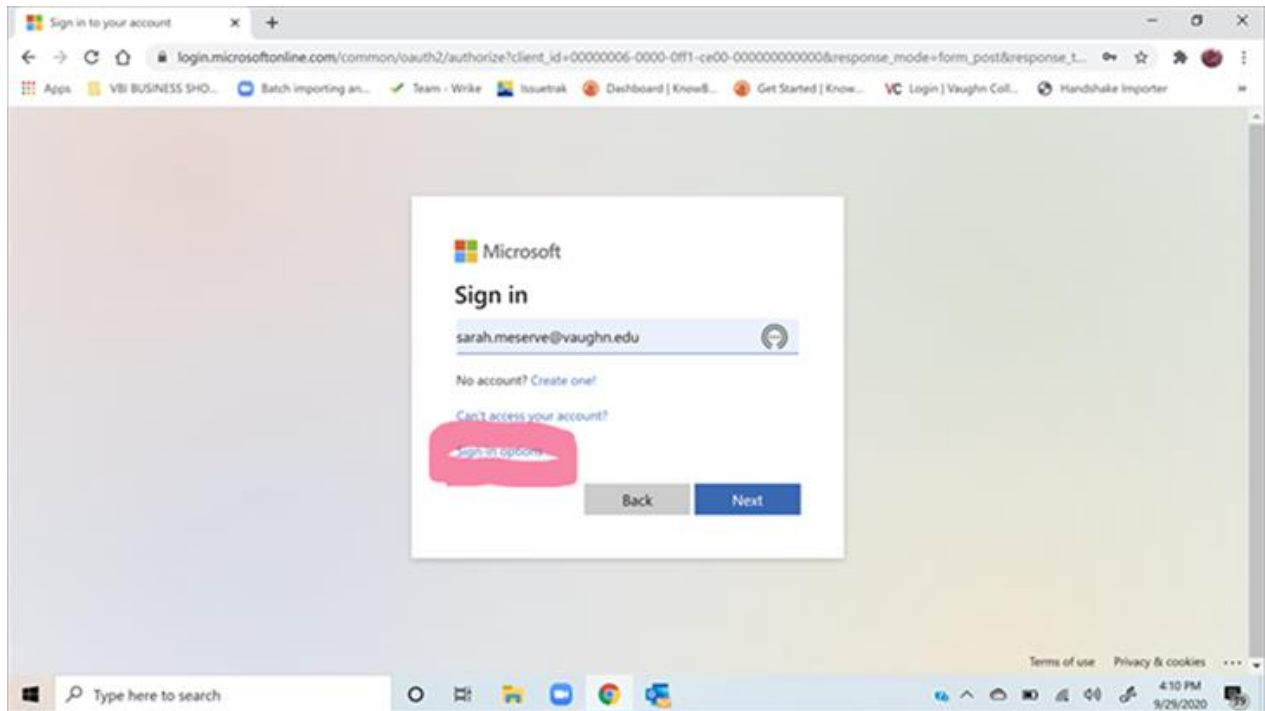 Sign in to your account
login.microsoftonline.com/common/oauth2/authorize?client_id=00000006-0000-0ff1-ce00-000000000000&response_mode=form_post&response_t...
Apps VBI BUSINESS SHO... Batch importing an... Team - Wrike Issuetrak Dashboard | KnowB... Get Started | Know... VC Login | Vaughn Coll... Handshake Importer »
Microsoft
Sign in
sarah.meserve@vaughn.edu
No account? Create one!
Can't access your account?
Sign-in options
Back Next
Terms of use Privacy & cookies ...
Type here to search
4:10 PM
9/29/2020